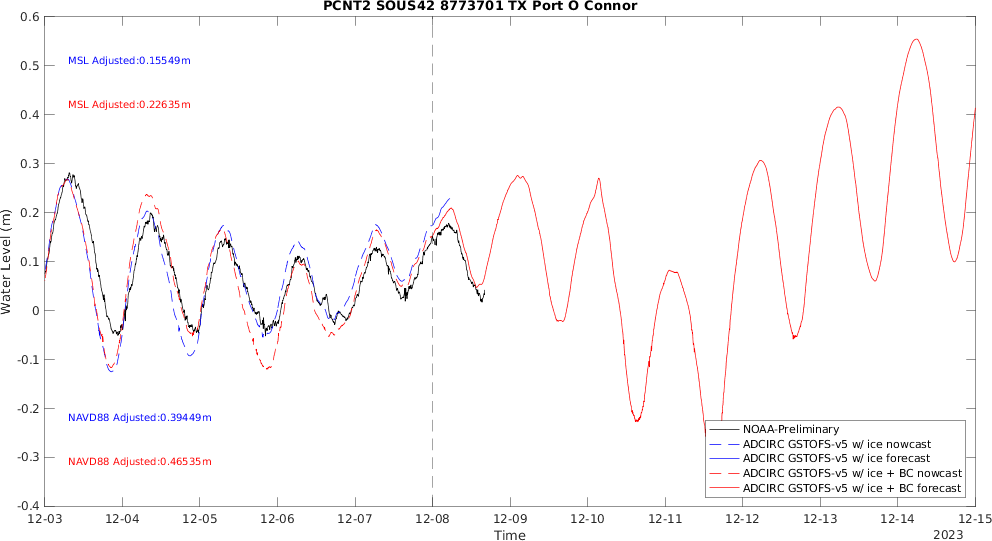 PCNT2 SOUS42 8773701 TX Port O Connor
0.6
0.5
0.4
0.3
0.2
0.1
0
-0.1
-0.2
-0.3
-0.4
Water Level (m)
MSL Adjusted:0.15549m
MSL Adjusted:0.22635m
NAVD88 Adjusted:0.39449m
NAVD88 Adjusted:0.46535m
NOAA-Preliminary
ADCIRC GSTOFS-v5 w/ ice nowcast
ADCIRC GSTOFS-v5 w/ ice forecast
ADCIRC GSTOFS-v5 w/ ice + BC nowcast
ADCIRC GSTOFS-v5 w/ ice + BC forecast
12-03 12-04 12-05 12-06 12-07 12-08 12-09 12-10 12-11 12-12 12-13 12-14 12-15
Time
2023